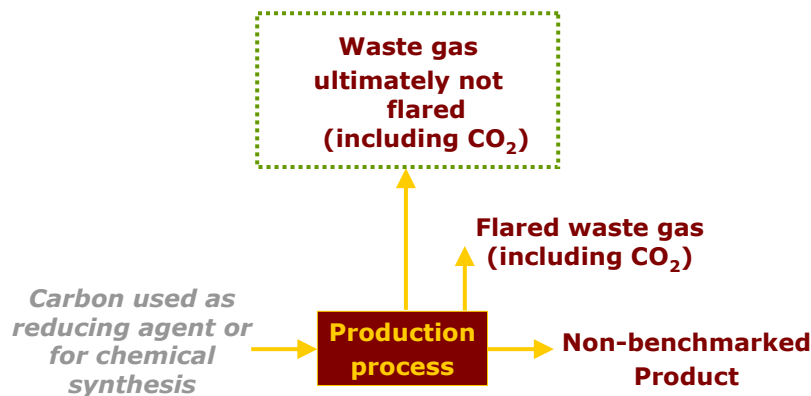 Waste gas
ultimately not
flared
(including CO₂)
Flared waste gas
(including CO₂)
Carbon used as
reducing agent or
for chemical
synthesis
Production
process
Non-benchmarked
Product